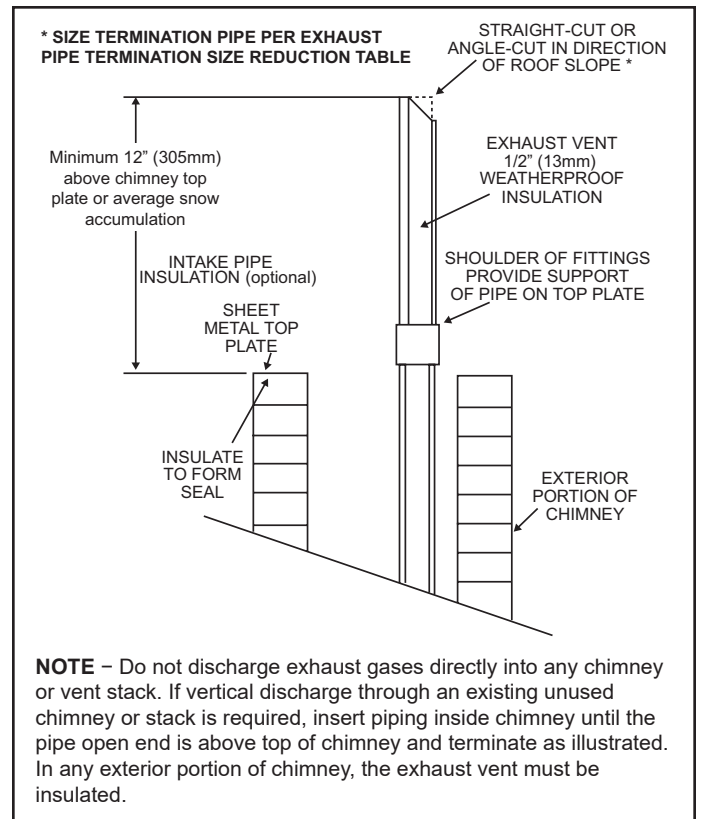 * SIZE TERMINATION PIPE PER EXHAUST
PIPE TERMINATION SIZE REDUCTION TABLE
STRAIGHT-CUT OR
ANGLE-CUT IN DIRECTION
OF ROOF SLOPE *
Minimum 12” (305mm)
above chimney top
plate or average snow
accumulation
EXHAUST VENT
1/2” (13mm)
WEATHERPROOF
INSULATION
INTAKE PIPE
INSULATION (optional)
SHOULDER OF FITTINGS
PROVIDE SUPPORT
OF PIPE ON TOP PLATE
SHEET
METAL TOP
PLATE
INSULATE
TO FORM
SEAL
EXTERIOR
PORTION OF
CHIMNEY
NOTE − Do not discharge exhaust gases directly into any chimney
or vent stack. If vertical discharge through an existing unused
chimney or stack is required, insert piping inside chimney until the
pipe open end is above top of chimney and terminate as illustrated.
In any exterior portion of chimney, the exhaust vent must be
insulated.